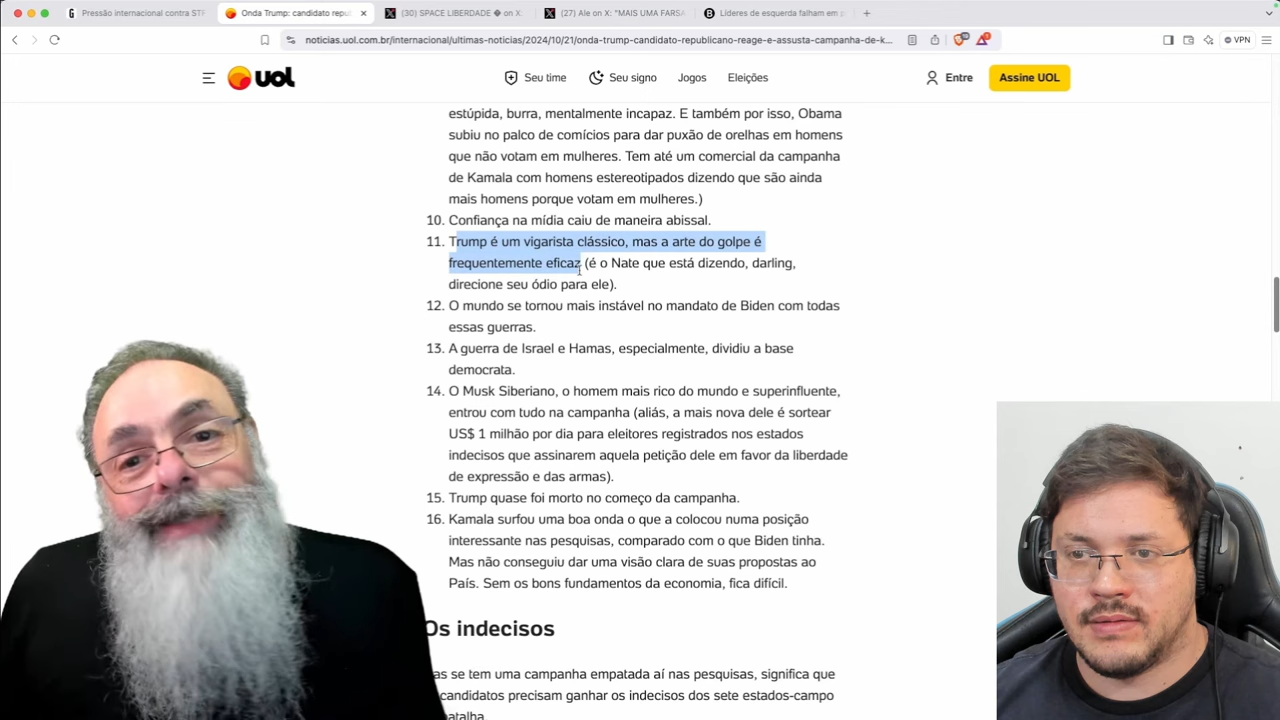 Pressão internacional contra STF
Onda Trump: candidato repu
(30) SPACE LIBERDADE � on X:
(27) Ale on X: "MAIS UMA FARSA
Líderes de esquerda falham em
noticias.uol.com.br/internacional/ultimas-noticias/2024/10/21/onda-trump-candidato-republicano-reage-e-assusta-campanha-de-k...
VPN
uol
Seu time
Seu signo
Jogos
Eleições
Entre
Assine UOL
estúpida, burra, mentalmente incapaz. E também por isso, Obama
subiu no palco de comícios para dar puxão de orelhas em homens
que não votam em mulheres. Tem até um comercial da campanha
de Kamala com homens estereotipados dizendo que são ainda
mais homens porque votam em mulheres.)
10. Confiança na mídia caiu de maneira abissal.
11. Trump é um vigarista clássico, mas a arte do golpe é
frequentemente eficaz (é o Nate que está dizendo, darling,
direcione seu ódio para ele).
12. O mundo se tornou mais instável no mandato de Biden com todas
essas guerras.
13. A guerra de Israel e Hamas, especialmente, dividiu a base
democrata.
14. O Musk Siberiano, o homem mais rico do mundo e superinfluente,
entrou com tudo na campanha (aliás, a mais nova dele é sortear
US$ 1 milhão por dia para eleitores registrados nos estados
indecisos que assinarem aquela petição dele em favor da liberdade
de expressão e das armas).
15. Trump quase foi morto no começo da campanha.
16. Kamala surfou uma boa onda o que a colocou numa posição
interessante nas pesquisas, comparado com o que Biden tinha.
Mas não conseguiu dar uma visão clara de suas propostas ao
País. Sem os bons fundamentos da economia, fica difícil.
Os indecisos
as se tem uma campanha empatada aí nas pesquisas, significa que
candidatos precisam ganhar os indecisos dos sete estados-campo
atalha.